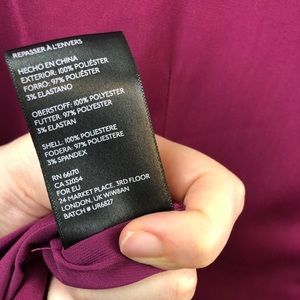 REPASSER À L'ENVERS
HECHO EN CHINA
EXTERIOR: 100% POLIÉSTER
FORRO: 97% POLIÉSTER
3% ELASTANO
OBERSTOFF: 100% POLYESTER
FUTTER: 97% POLYESTER
3% ELASTAN
SHELL: 100% POLIESTERE
FODERA: 97% POLIESTERE
3% SPANDEX
RN 66170
CA 32054
FOR EU
24 MARKET PLACE, 3RD FLOOR
LONDON, UK W1W8AN
BATCH # UR6827